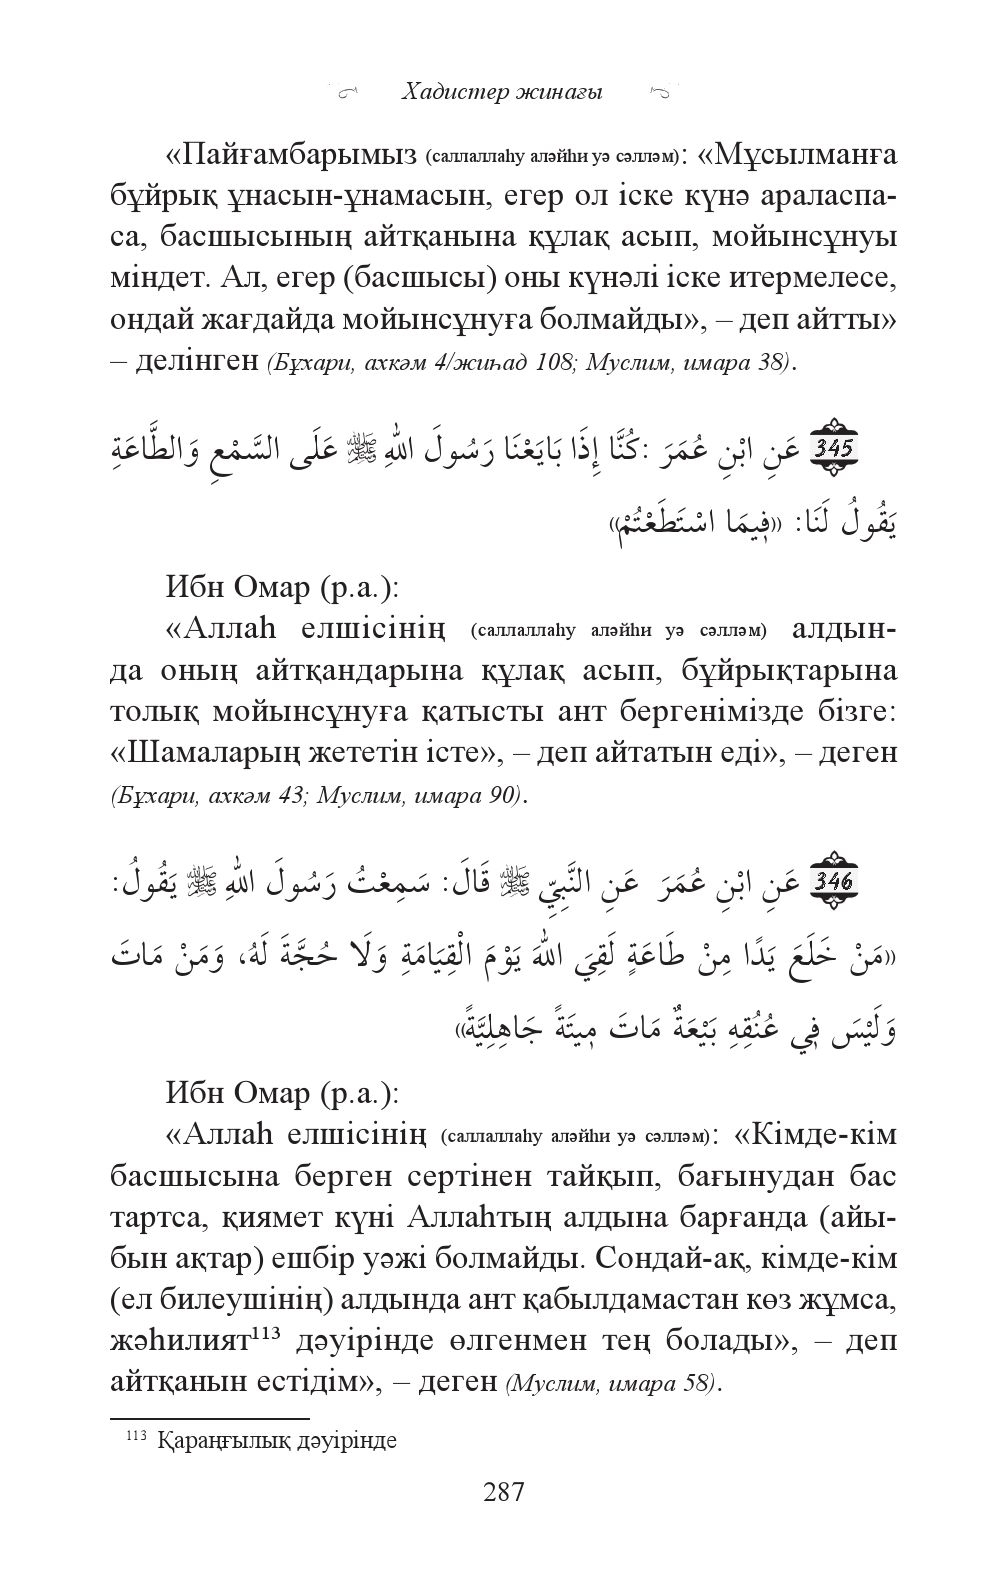 Хадистер жинағы
«Пайғамбарымыз (саллаллаһу аләйһи уә сәлләм): «Мұсылманға
бұйрық ұнасын-ұнамасын, егер ол іске күнә араласпа-
са, басшысының айтқанына құлақ асып, мойынсұнуы
міндет. Ал, егер (басшысы) оны күнәлі іске итермелесе,
ондай жағдайда мойынсұнуға болмайды», – деп айтты»
– делінген (Бұхари, ахкәм 4/жиһад 108; Муслим, имара 38).
345 عَنِ ابْنِ عُمَرَ :كُنَّا إِذَا بَايَعْنَا رَسُولَ اللهِ ﷺ عَلَى السَّمْعِ وَالطَّاعَةِ
يَقُولُ لَنَا: «فِيمَا اسْتَطَعْتُمْ»
Ибн Омар (р.а.):
«Аллаһ елшісінің (саллаллаһу аләйһи уә сәлләм) алдын-
да оның айтқандарына құлақ асып, бұйрықтарына
толық мойынсұнуға қатысты ант бергенімізде бізге:
«Шамаларың жететін істе», – деп айтатын еді», – деген
(Бұхари, ахкәм 43; Муслим, имара 90).
346 عَنِ ابْنِ عُمَرَ عَنِ النَّبِيِّ ﷺ قَالَ: سَمِعْتُ رَسُولَ اللهِ ﷺ يَقُولُ:
«مَنْ خَلَعَ يَدًا مِنْ طَاعَةٍ لَقِيَ اللهَ يَوْمَ الْقِيَامَةِ وَلَا حُجَّةَ لَهُ، وَمَنْ مَاتَ
وَلَيْسَ فِي عُنُقِهِ بَيْعَةٌ مَاتَ مِيتَةً جَاهِلِيَّةً»
Ибн Омар (р.а.):
«Аллаһ елшісінің (саллаллаһу аләйһи уә сәлләм): «Кімде-кім
басшысына берген сертінен тайқып, бағынудан бас
тартса, қиямет күні Аллаһтың алдына барғанда (айы-
бын ақтар) ешбір уәжі болмайды. Сондай-ақ, кімде-кім
(ел билеушінің) алдында ант қабылдамастан көз жұмса,
жәһилият¹¹³ дәуірінде өлгенмен тең болады», – деп
айтқанын естідім», – деген (Муслим, имара 58).
¹¹³ Қараңғылық дәуірінде
287